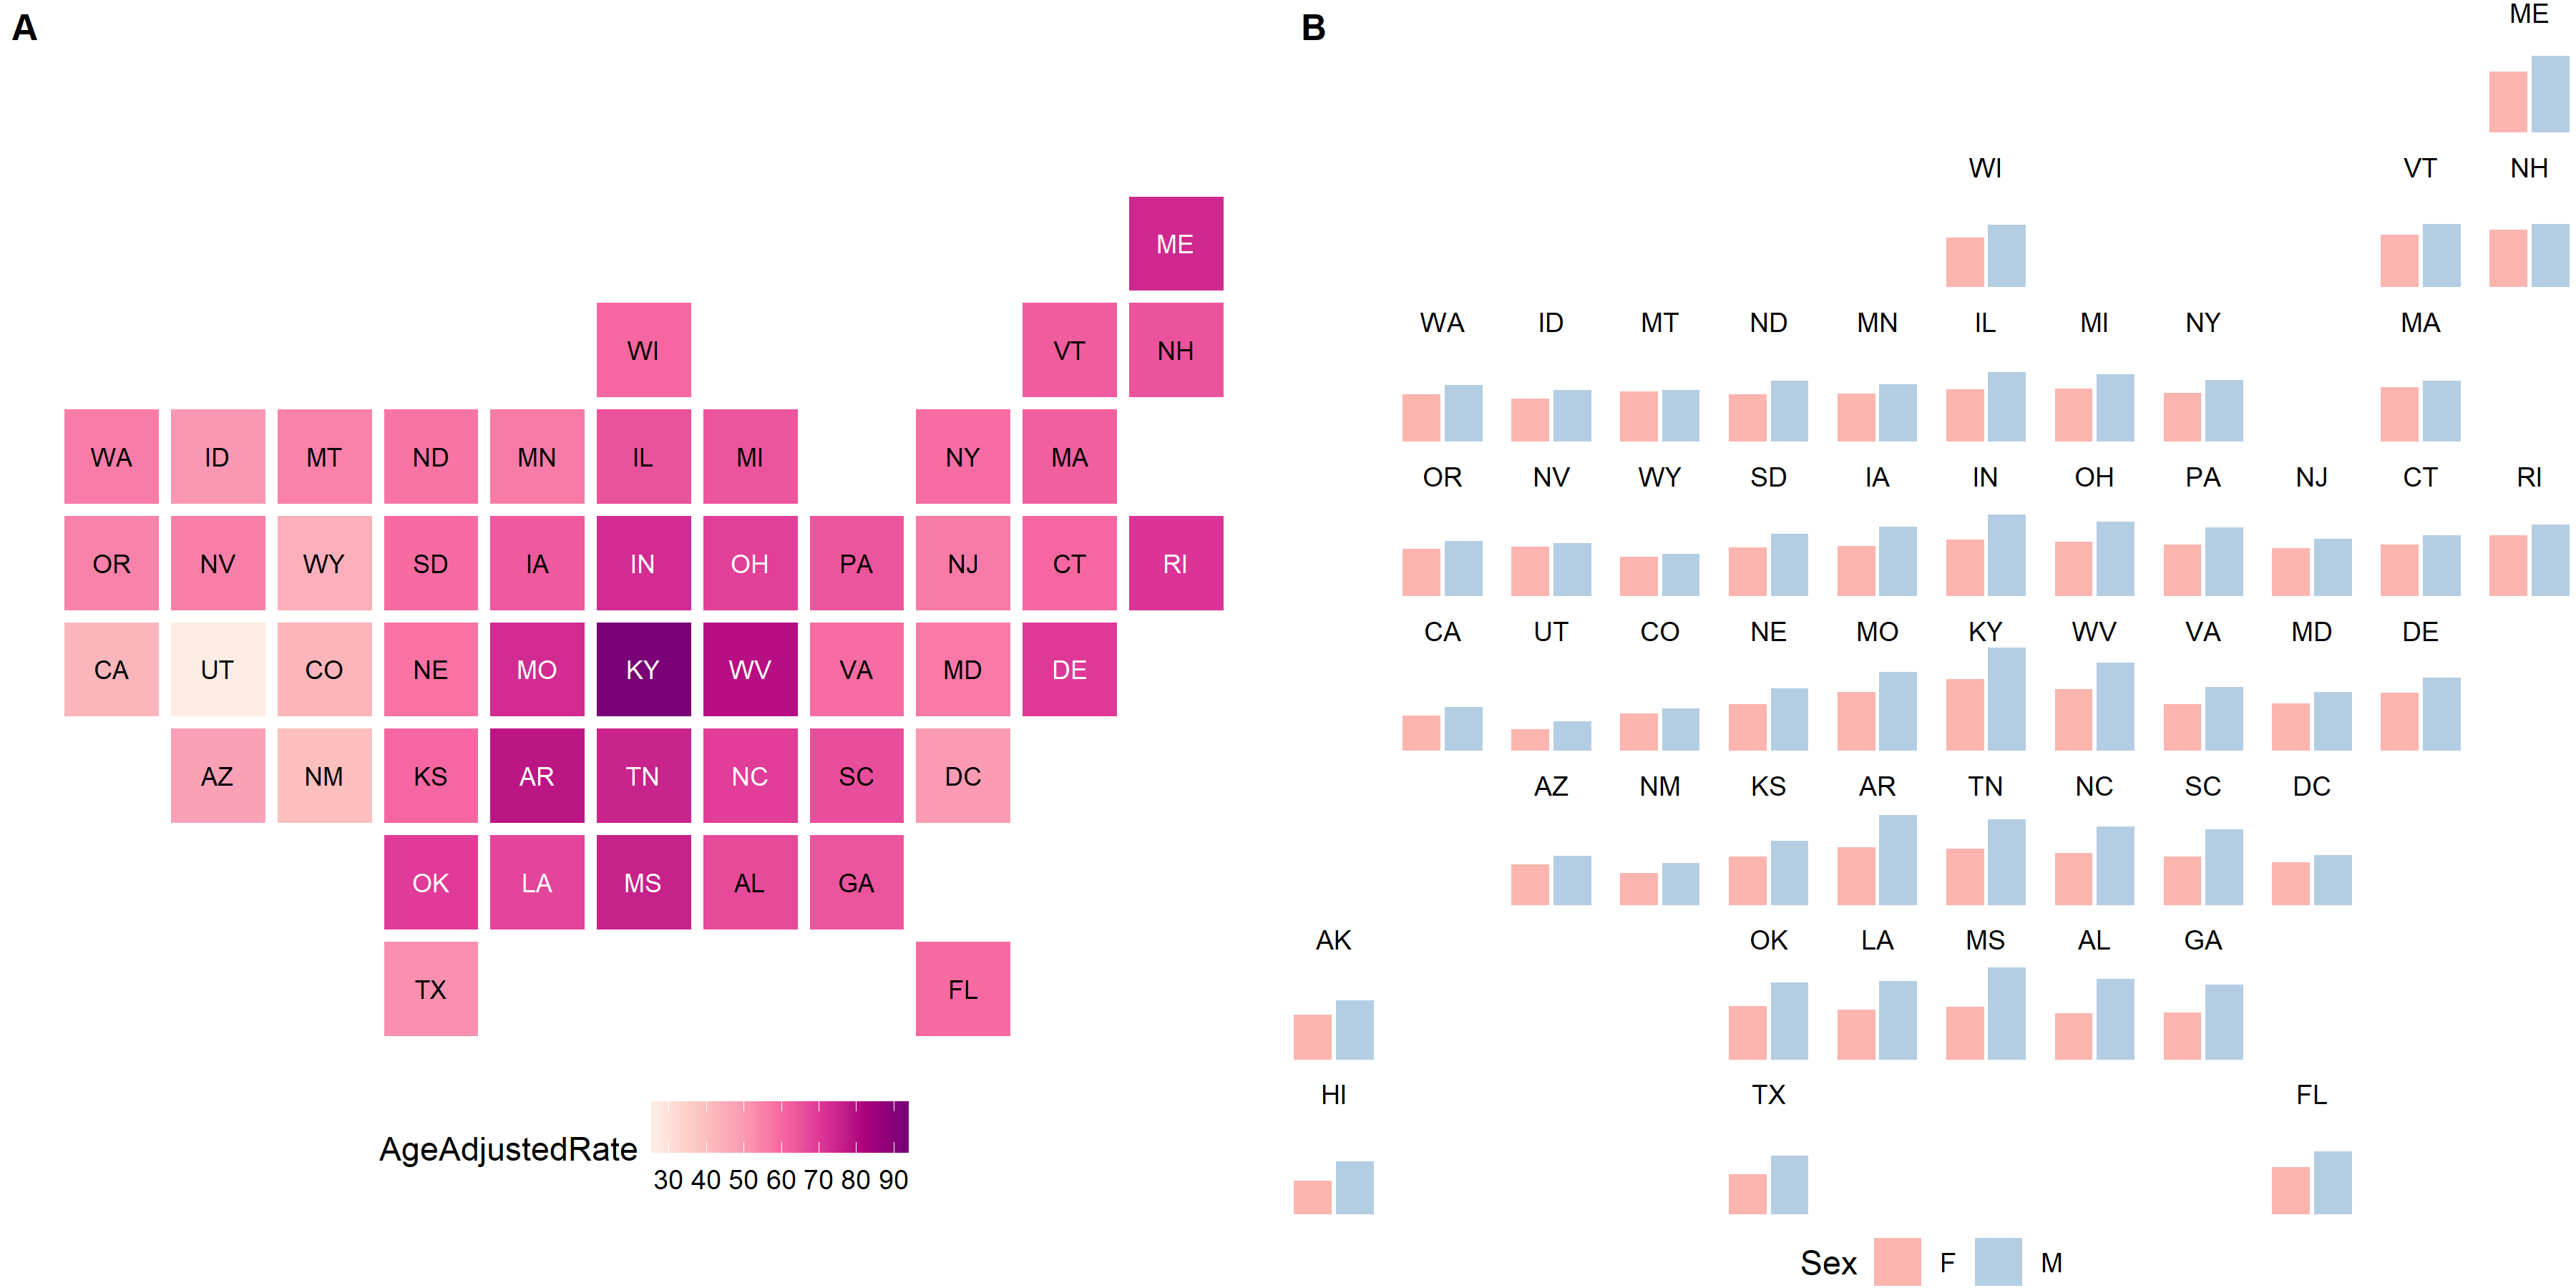 A
ME
WI
VT NH
WA ID MT ND MN IL MI NY MA
OR NV WY SD IA IN OH PA NJ CT RI
CA UT CO NE MO KY WV VA MD DE
AZ NM KS AR TN NC SC DC
OK LA MS AL GA
TX FL
AgeAdjustedRate
30 40 50 60 70 80 90
B
ME
WI VT NH
WA ID MT ND MN IL MI NY MA
OR NV WY SD IA IN OH PA NJ CT RI
CA UT CO NE MO KY WV VA MD DE
AZ NM KS AR TN NC SC DC
AK OK LA MS AL GA
HI TX FL
Sex F M